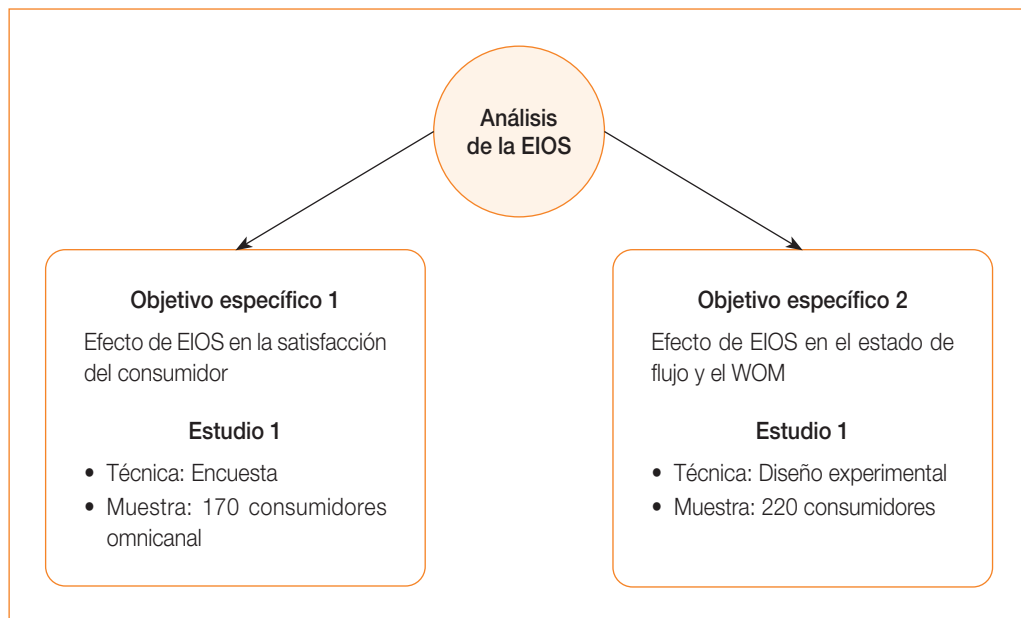 Análisis
de la EIOS
Objetivo específico 1
Efecto de EIOS en la satisfacción
del consumidor
Estudio 1
• Técnica: Encuesta
• Muestra: 170 consumidores
omnicanal
Objetivo específico 2
Efecto de EIOS en el estado de
flujo y el WOM
Estudio 1
• Técnica: Diseño experimental
• Muestra: 220 consumidores